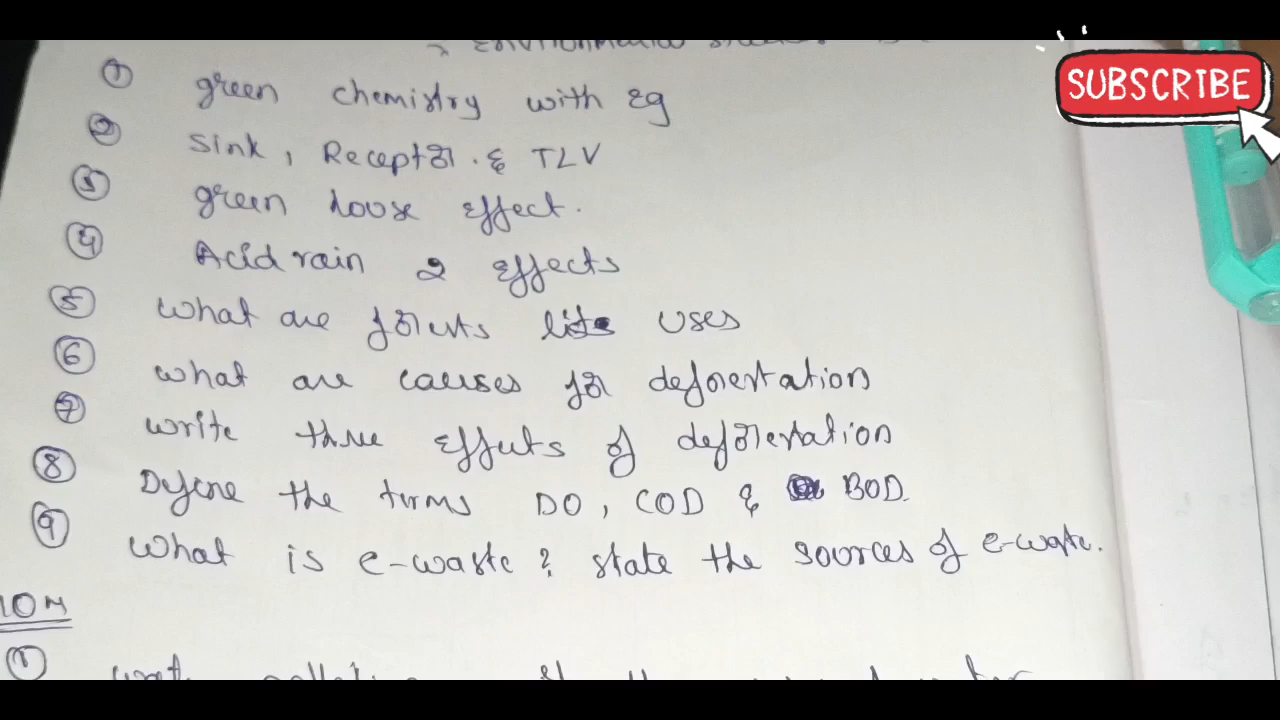 SUBSCRIBE
① green chemistry with eg
② Sink, Receptor & TLV
③ green house effect.
④ Acid rain 2 effects
⑤ What are forests uses
⑥ what are causes for deforestation
⑦ write three effects of deforestation
⑧ Define the terms DO, COD & BOD
⑨ What is e-waste ? state the sources of e-waste.
10M
①